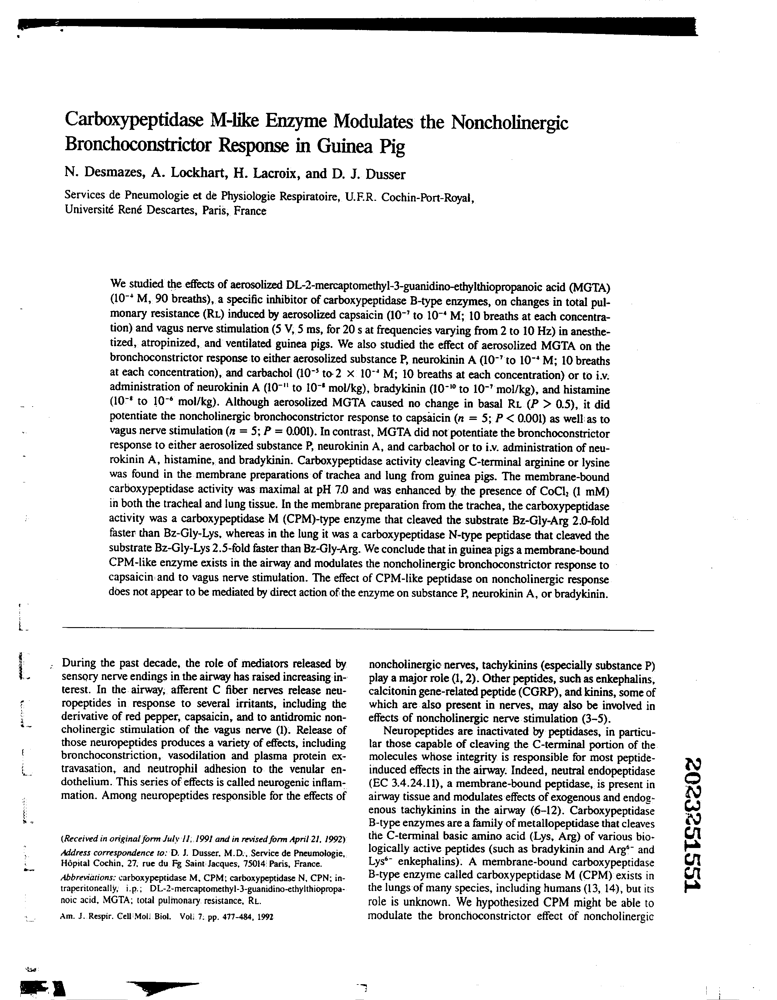 Carboxypeptidase M-like Enzyme Modulates the Noncholinergic
Bronchoconstrictor Response in Guinea Pig
N. Desmazes, A. Lockhart, H. Lacroix, and D. J. Dusser
Services de Pneumologie et de Physiologie Respiratoire, U.F.R. Cochin-Port-Royal,
Université René Descartes, Paris, France
We studied the effects of aerosolized DL-2-mercaptomethyl-3-guanidino-ethylthiopropanoic acid (MGTA)
(10⁻⁴ M, 90 breaths), a specific inhibitor of carboxypeptidase B-type enzymes, on changes in total pul-
monary resistance (RL) induced by aerosolized capsaicin (10⁻⁷ to 10⁻⁴ M; 10 breaths at each concentra-
tion) and vagus nerve stimulation (5 V, 5 ms, for 20 s at frequencies varying from 2 to 10 Hz) in anesthe-
tized, atropinized, and ventilated guinea pigs. We also studied the effect of aerosolized MGTA on the
bronchoconstrictor response to either aerosolized substance P, neurokinin A (10⁻⁷ to 10⁻⁴ M; 10 breaths
at each concentration), and carbachol (10⁻⁵ to 2 × 10⁻⁴ M; 10 breaths at each concentration) or to i.v.
administration of neurokinin A (10⁻¹¹ to 10⁻⁸ mol/kg), bradykinin (10⁻¹⁰ to 10⁻⁷ mol/kg), and histamine
(10⁻⁸ to 10⁻⁶ mol/kg). Although aerosolized MGTA caused no change in basal RL (P > 0.5), it did
potentiate the noncholinergic bronchoconstrictor response to capsaicin (n = 5; P < 0.001) as well as to
vagus nerve stimulation (n = 5; P = 0.001). In contrast, MGTA did not potentiate the bronchoconstrictor
response to either aerosolized substance P, neurokinin A, and carbachol or to i.v. administration of neu-
rokinin A, histamine, and bradykinin. Carboxypeptidase activity cleaving C-terminal arginine or lysine
was found in the membrane preparations of trachea and lung from guinea pigs. The membrane-bound
carboxypeptidase activity was maximal at pH 7.0 and was enhanced by the presence of CoCl₂ (1 mM)
in both the tracheal and lung tissue. In the membrane preparation from the trachea, the carboxypeptidase
activity was a carboxypeptidase M (CPM)-type enzyme that cleaved the substrate Bz-Gly-Arg 2.0-fold
faster than Bz-Gly-Lys, whereas in the lung it was a carboxypeptidase N-type peptidase that cleaved the
substrate Bz-Gly-Lys 2.5-fold faster than Bz-Gly-Arg. We conclude that in guinea pigs a membrane-bound
CPM-like enzyme exists in the airway and modulates the noncholinergic bronchoconstrictor response to
capsaicin and to vagus nerve stimulation. The effect of CPM-like peptidase on noncholinergic response
does not appear to be mediated by direct action of the enzyme on substance P, neurokinin A, or bradykinin.
During the past decade, the role of mediators released by
sensory nerve endings in the airway has raised increasing in-
terest. In the airway, afferent C fiber nerves release neu-
ropeptides in response to several irritants, including the
derivative of red pepper, capsaicin, and to antidromic non-
cholinergic stimulation of the vagus nerve (1). Release of
those neuropeptides produces a variety of effects, including
bronchoconstriction, vasodilation and plasma protein ex-
travasation, and neutrophil adhesion to the venular en-
dothelium. This series of effects is called neurogenic inflam-
mation. Among neuropeptides responsible for the effects of
(Received in original form July 11, 1991 and in revised form April 21, 1992)
Address correspondence to: D. J. Dusser, M.D., Service de Pneumologie,
Hôpital Cochin, 27, rue du Fg Saint Jacques, 75014 Paris, France.
Abbreviations: carboxypeptidase M, CPM; carboxypeptidase N, CPN; in-
traperitoneally, i.p.; DL-2-mercaptomethyl-3-guanidino-ethylthiopropa-
noic acid, MGTA; total pulmonary resistance, RL.
Am. J. Respir. Cell Mol. Biol. Vol. 7. pp. 477-484, 1992
noncholinergic nerves, tachykinins (especially substance P)
play a major role (1, 2). Other peptides, such as enkephalins,
calcitonin gene-related peptide (CGRP), and kinins, some of
which are also present in nerves, may also be involved in
effects of noncholinergic nerve stimulation (3–5).
Neuropeptides are inactivated by peptidases, in particu-
lar those capable of cleaving the C-terminal portion of the
molecules whose integrity is responsible for most peptide-
induced effects in the airway. Indeed, neutral endopeptidase
(EC 3.4.24.11), a membrane-bound peptidase, is present in
airway tissue and modulates effects of exogenous and endog-
enous tachykinins in the airway (6–12). Carboxypeptidase
B-type enzymes are a family of metallopeptidase that cleaves
the C-terminal basic amino acid (Lys, Arg) of various bio-
logically active peptides (such as bradykinin and Arg⁶- and
Lys⁶- enkephalins). A membrane-bound carboxypeptidase
B-type enzyme called carboxypeptidase M (CPM) exists in
the lungs of many species, including humans (13, 14), but its
role is unknown. We hypothesized CPM might be able to
modulate the bronchoconstrictor effect of noncholinergic
2023251551